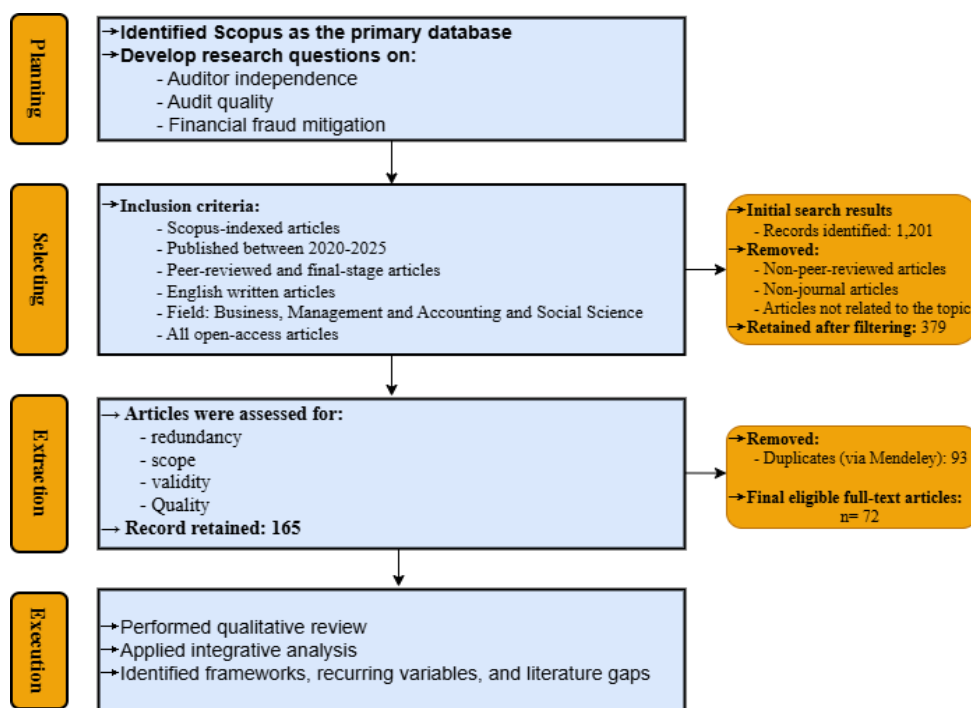 Planning
→Identified Scopus as the primary database
→Develop research questions on:
- Auditor independence
- Audit quality
- Financial fraud mitigation
Selecting
→Inclusion criteria:
- Scopus-indexed articles
- Published between 2020-2025
- Peer-reviewed and final-stage articles
- English written articles
- Field: Business, Management and Accounting and Social Science
- All open-access articles
→Initial search results
- Records identified: 1,201
→Removed:
- Non-peer-reviewed articles
- Non-journal articles
- Articles not related to the topic
→Retained after filtering: 379
Extraction
→ Articles were assessed for:
- redundancy
- scope
- validity
- Quality
→ Record retained: 165
→Removed:
- Duplicates (via Mendeley): 93
→Final eligible full-text articles:
n= 72
Execution
→Performed qualitative review
→Applied integrative analysis
→Identified frameworks, recurring variables, and literature gaps